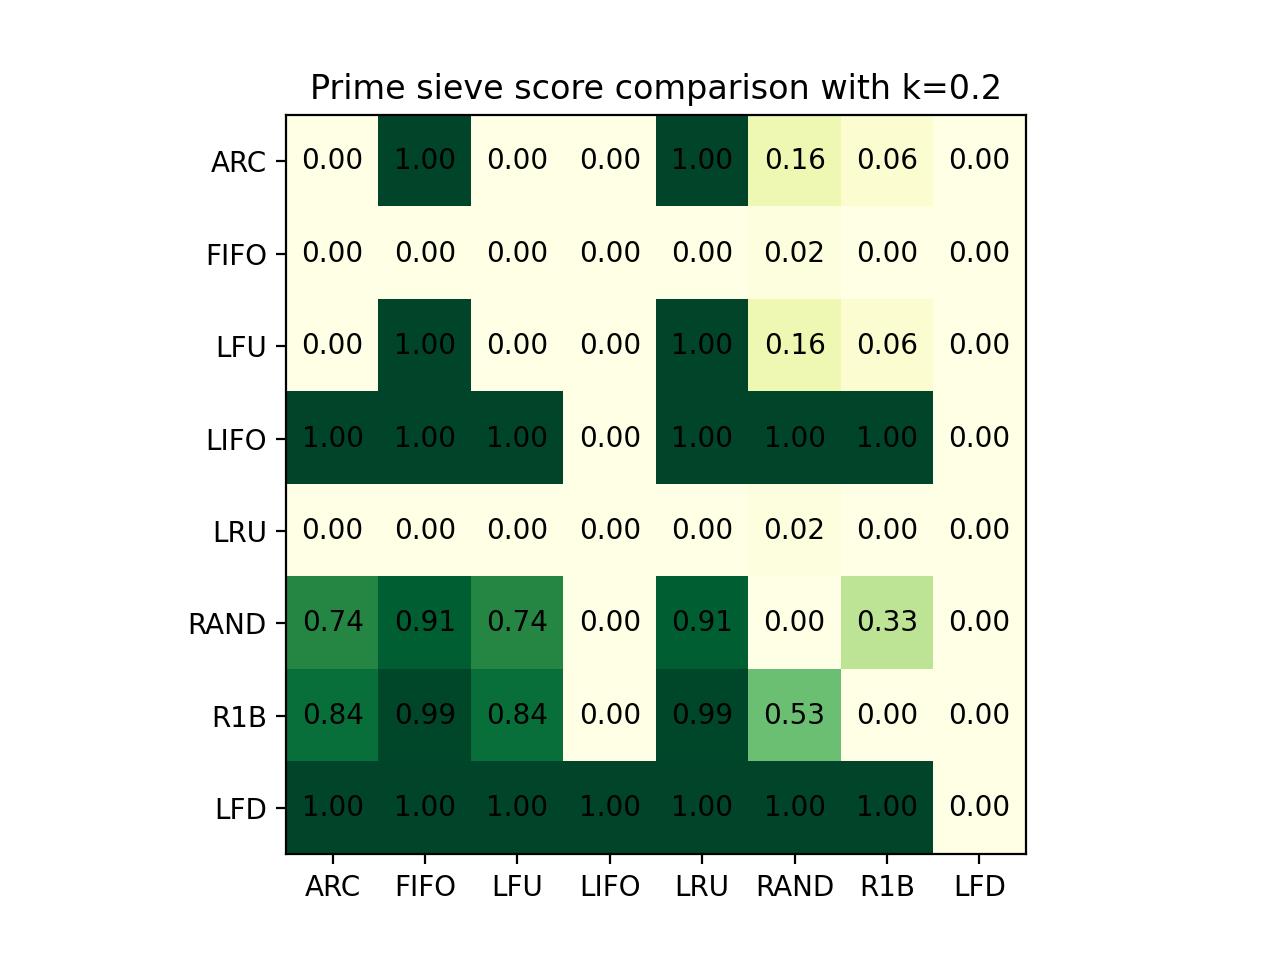 Prime sieve score comparison with k=0.2
ARC 0.00 1.00 0.00 0.00 1.00 0.16 0.06 0.00
FIFO 0.00 0.00 0.00 0.00 0.00 0.02 0.00 0.00
LFU 0.00 1.00 0.00 0.00 1.00 0.16 0.06 0.00
LIFO 1.00 1.00 1.00 0.00 1.00 1.00 1.00 0.00
LRU 0.00 0.00 0.00 0.00 0.00 0.02 0.00 0.00
RAND 0.74 0.91 0.74 0.00 0.91 0.00 0.33 0.00
R1B 0.84 0.99 0.84 0.00 0.99 0.53 0.00 0.00
LFD 1.00 1.00 1.00 1.00 1.00 1.00 1.00 0.00
ARC FIFO LFU LIFO LRU RAND R1B LFD